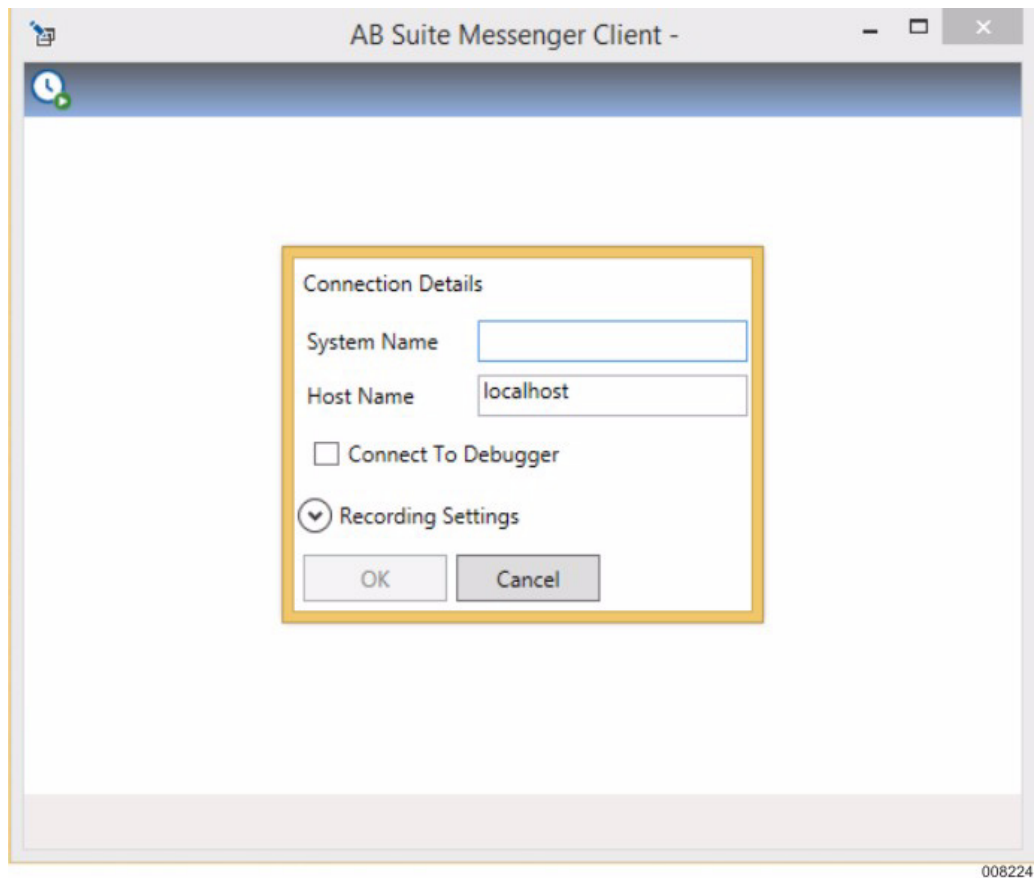 AB Suite Messenger Client -
Connection Details
System Name
Host Name localhost
Connect To Debugger
Recording Settings
OK Cancel
008224